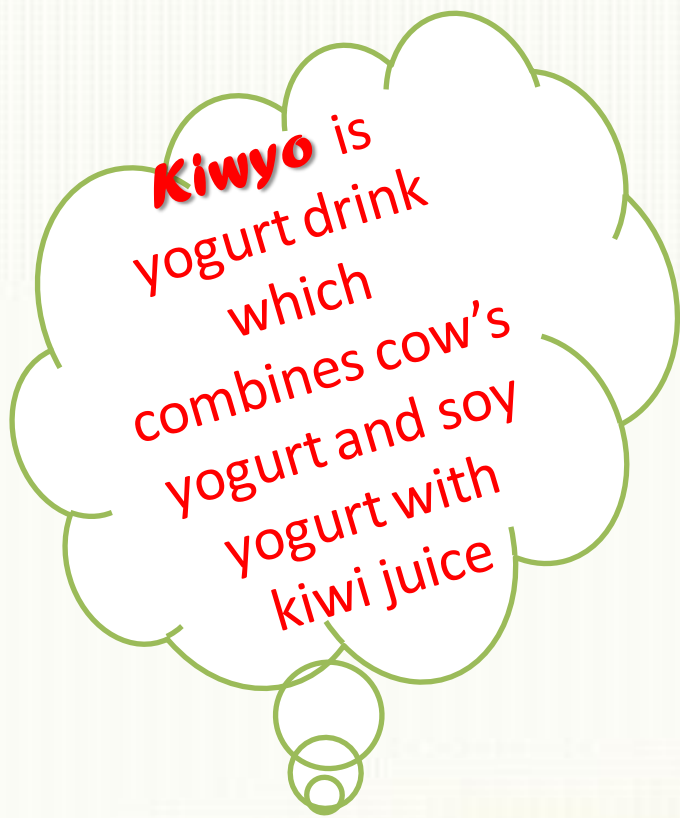 Kiwyo is
yogurt drink
which
combines cow’s
yogurt and soy
yogurt with
kiwi juice